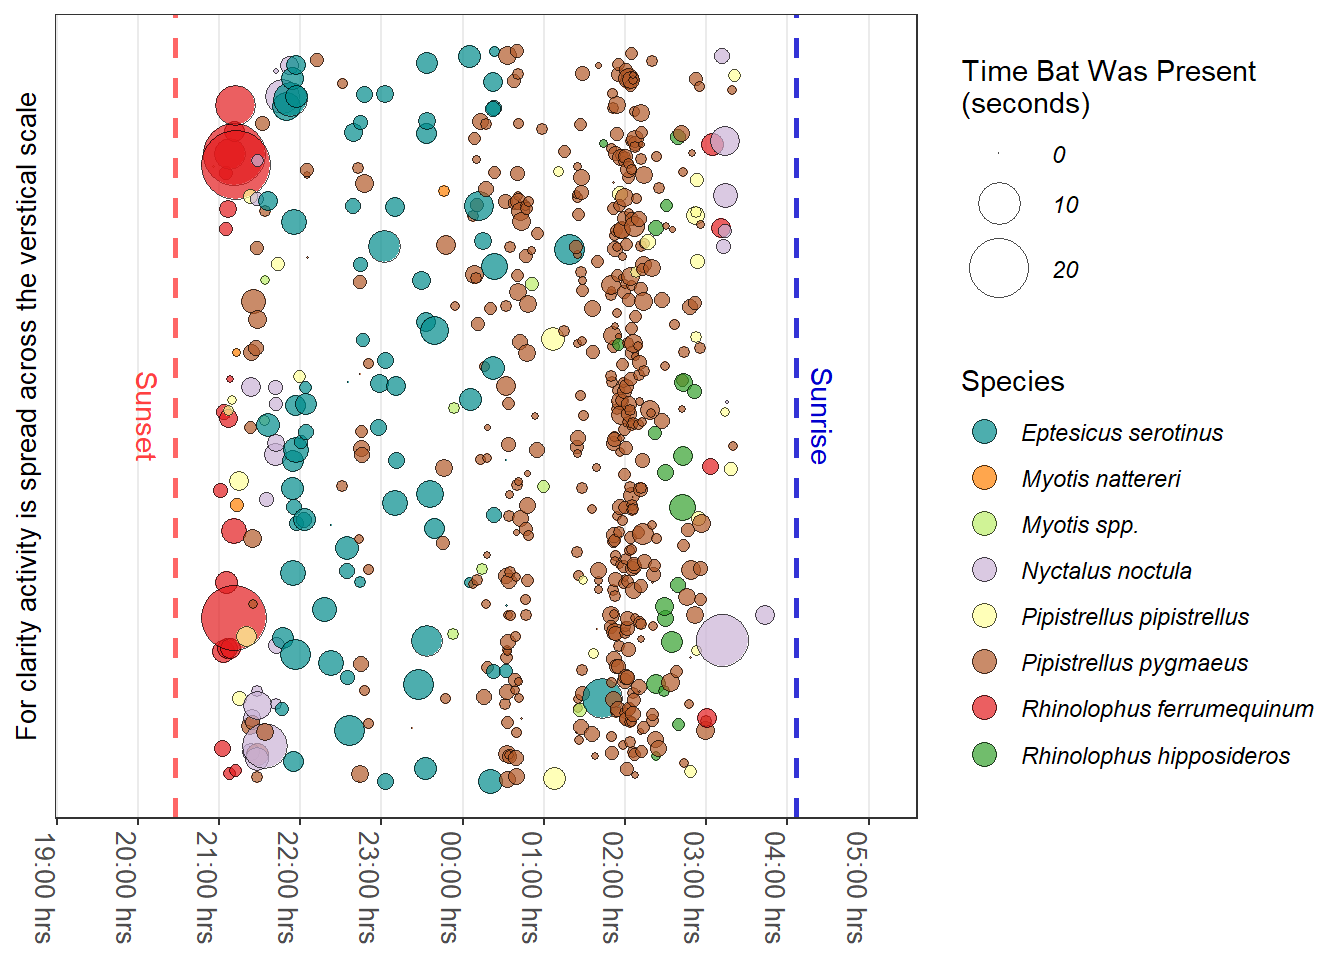 For clarity activity is spread across the verstical scale
Sunset
Sunrise
19:00 hrs
20:00 hrs
21:00 hrs
22:00 hrs
23:00 hrs
00:00 hrs
01:00 hrs
02:00 hrs
03:00 hrs
04:00 hrs
05:00 hrs
Time Bat Was Present
(seconds)
0
10
20
Species
Eptesicus serotinus
Myotis nattereri
Myotis spp.
Nyctalus noctula
Pipistrellus pipistrellus
Pipistrellus pygmaeus
Rhinolophus ferrumequinum
Rhinolophus hipposideros